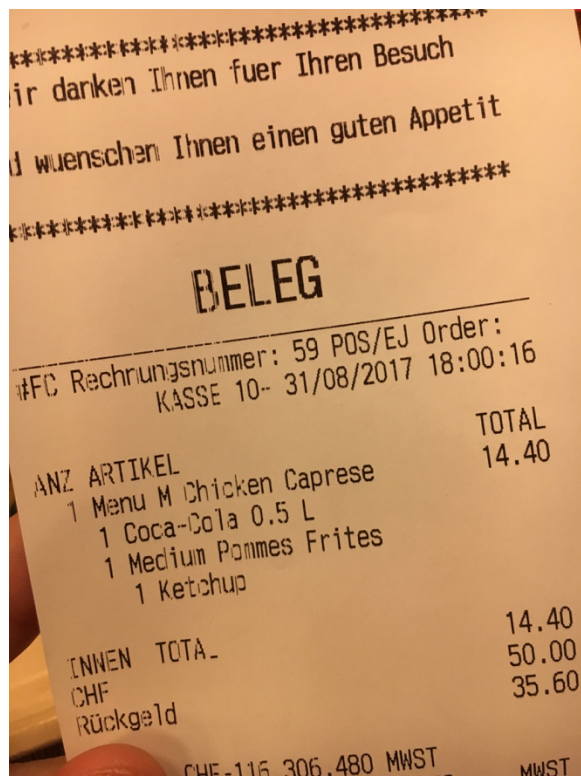 ****************************************
ir danken Ihnen fuer Ihren Besuch
d wuenschen Ihnen einen guten Appetit
****************************************
BELEG
#FC Rechnungsnummer: 59 POS/EJ Order:
KASSE 10- 31/08/2017 18:00:16
ANZ ARTIKEL TOTAL
1 Menu M Chicken Caprese 14.40
1 Coca-Cola 0.5 L
1 Medium Pommes Frites
1 Ketchup
INNEN TOTAL 14.40
CHF 50.00
Rückgeld 35.60
CHE-116.306.480 MWST
MWST